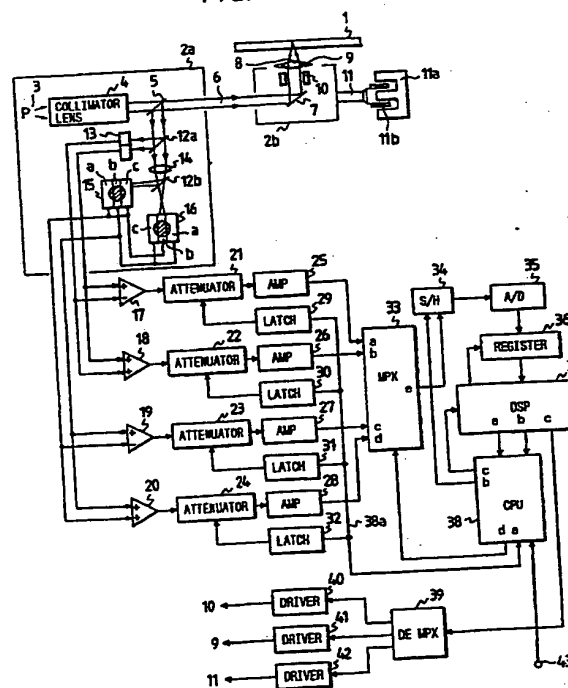 1
2a
3
4
5
6
8
9
11a
P
COLLIMATOR
LENS
10
11
7
11b
13
12a
2b
14
a b c
15
12b
16
c a
b
21
25
34
35
17
ATTENUATOR
AMP
S/H
A/D
29
33
36
LATCH
a
e
REGISTER
22
26
b
MPX
18
ATTENUATOR
AMP
30
DSP
LATCH
a b c
23
27
c
19
ATTENUATOR
AMP
d
c
31
b
LATCH
CPU
24
28
38a
38
20
ATTENUATOR
AMP
d a
32
LATCH
40
39
10
DRIVER
41
9
DRIVER
DE MPX
42
11
DRIVER
43